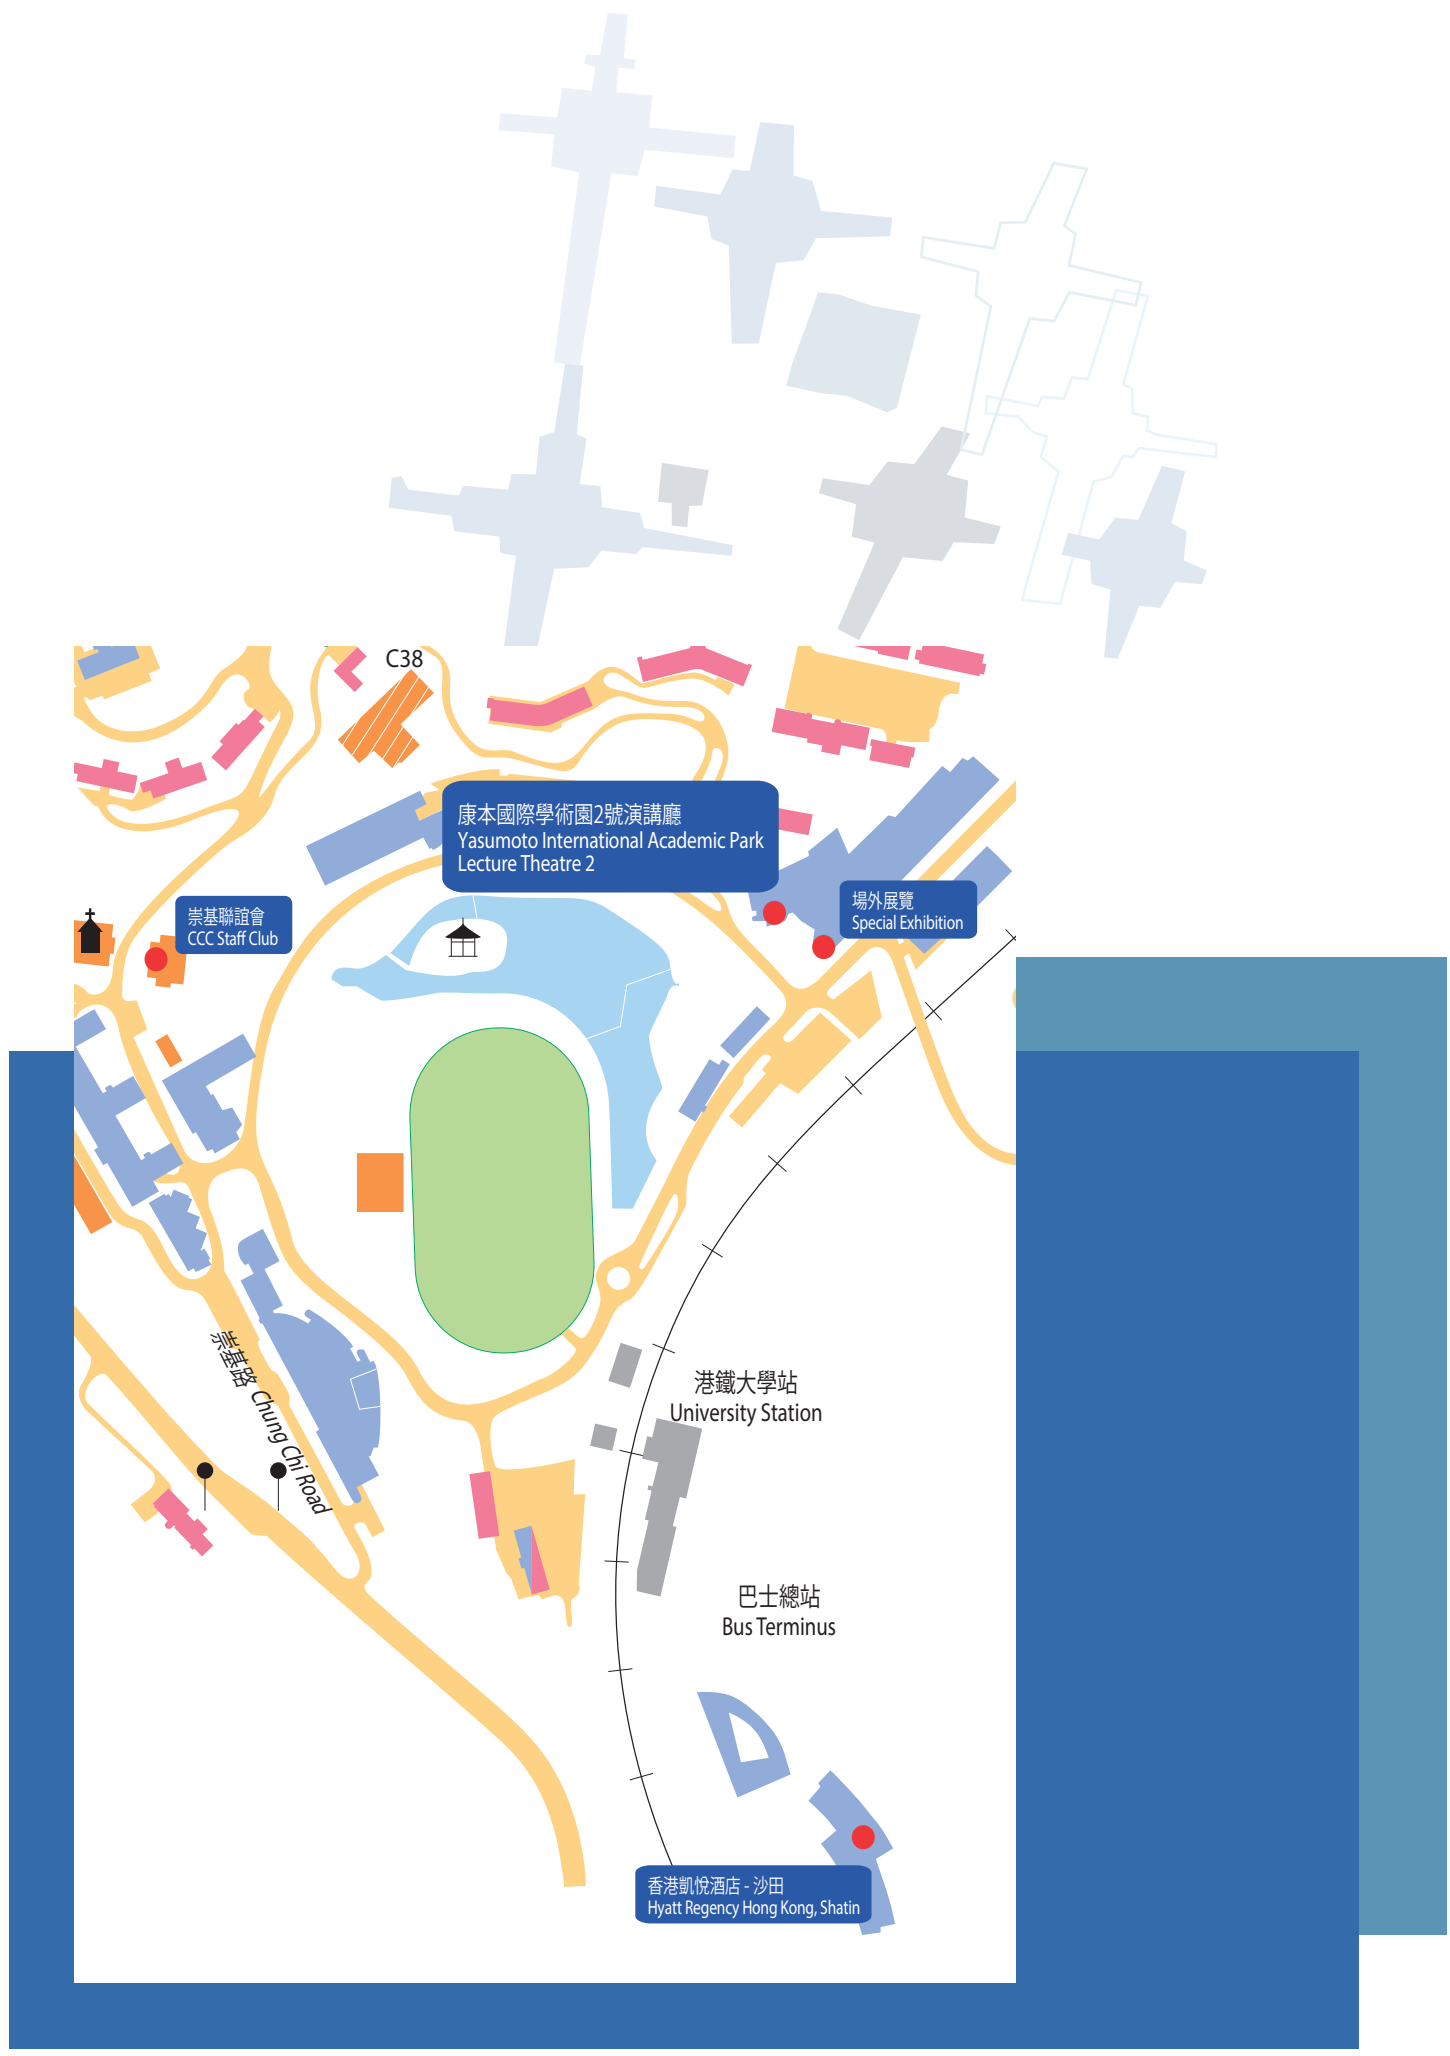 C38
康本國際學術園2號演講廳
Yasumoto International Academic Park
Lecture Theatre 2
場外展覽
Special Exhibition
崇基聯誼會
CCC Staff Club
崇基路 Chung Chi Road
港鐵大學站
University Station
巴士總站
Bus Terminus
香港凱悅酒店 - 沙田
Hyatt Regency Hong Kong, Shatin